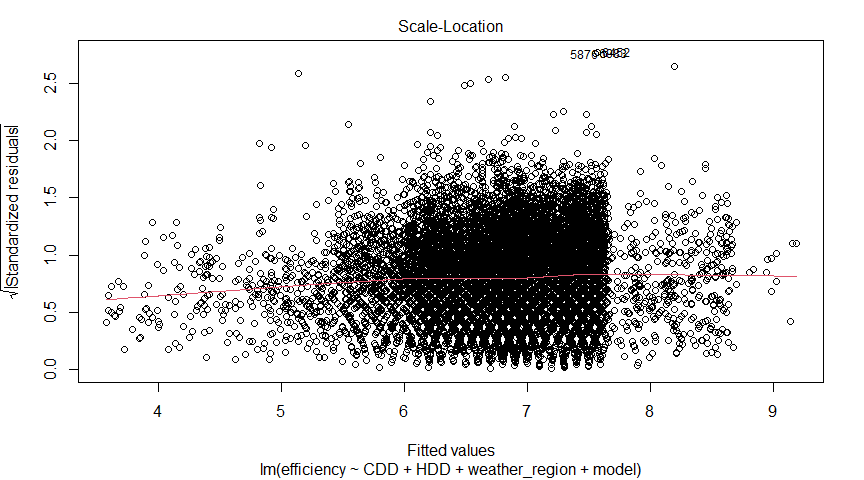 Scale-Location
√|Standardized residuals|
2.5
2.0
1.5
1.0
0.5
0.0
4 5 6 7 8 9
Fitted values
lm(efficiency ~ CDD + HDD + weather_region + model)